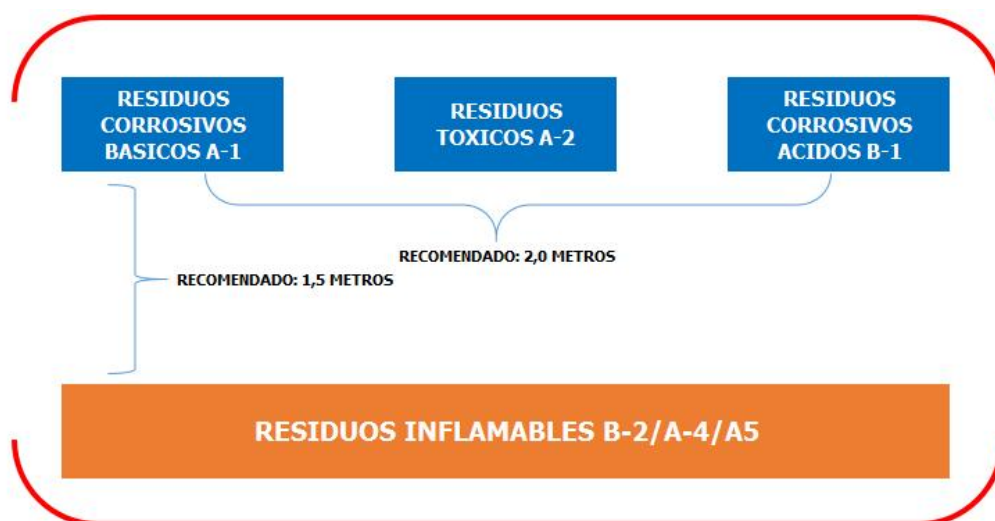 RESIDUOS
CORROSIVOS
BASICOS A-1
RESIDUOS
TOXICOS A-2
RESIDUOS
CORROSIVOS
ACIDOS B-1
RECOMENDADO: 2,0 METROS
RECOMENDADO: 1,5 METROS
RESIDUOS INFLAMABLES B-2/A-4/A5